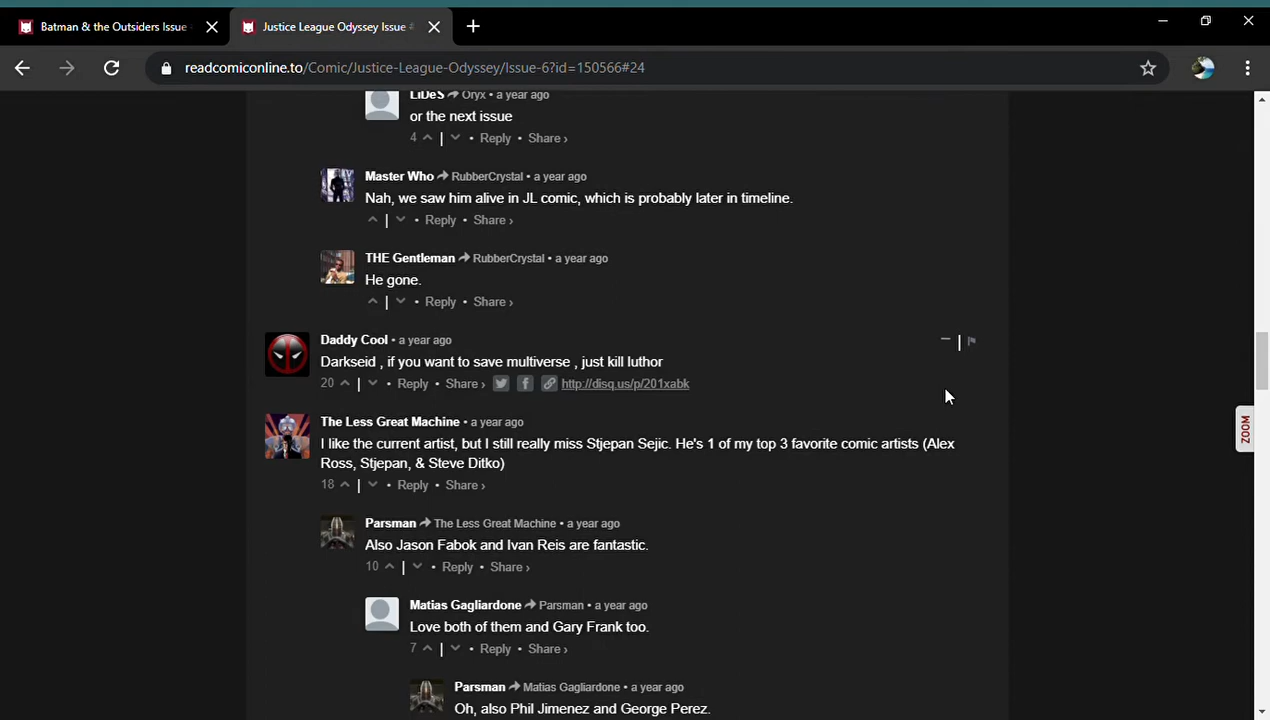 Batman & the Outsiders Issue
Justice League Odyssey Issue #
readcomiconline.to/Comic/Justice-League-Odyssey/Issue-6?id=150566#24
LiDeS Oryx • a year ago
or the next issue
4 | • Reply • Share ›
Master Who RubberCrystal • a year ago
Nah, we saw him alive in JL comic, which is probably later in timeline.
| • Reply • Share ›
THE Gentleman RubberCrystal • a year ago
He gone.
| • Reply • Share ›
Daddy Cool • a year ago
Darkseid , if you want to save multiverse , just kill luthor
20 | • Reply • Share › http://disq.us/p/201xabk
ZOOM
The Less Great Machine • a year ago
I like the current artist, but I still really miss Stjepan Sejic. He's 1 of my top 3 favorite comic artists (Alex
Ross, Stjepan, & Steve Ditko)
18 | • Reply • Share ›
Parsman The Less Great Machine • a year ago
Also Jason Fabok and Ivan Reis are fantastic.
10 | • Reply • Share ›
Matias Gagliardone Parsman • a year ago
Love both of them and Gary Frank too.
7 | • Reply • Share ›
Parsman Matias Gagliardone • a year ago
Oh, also Phil Jimenez and George Perez.